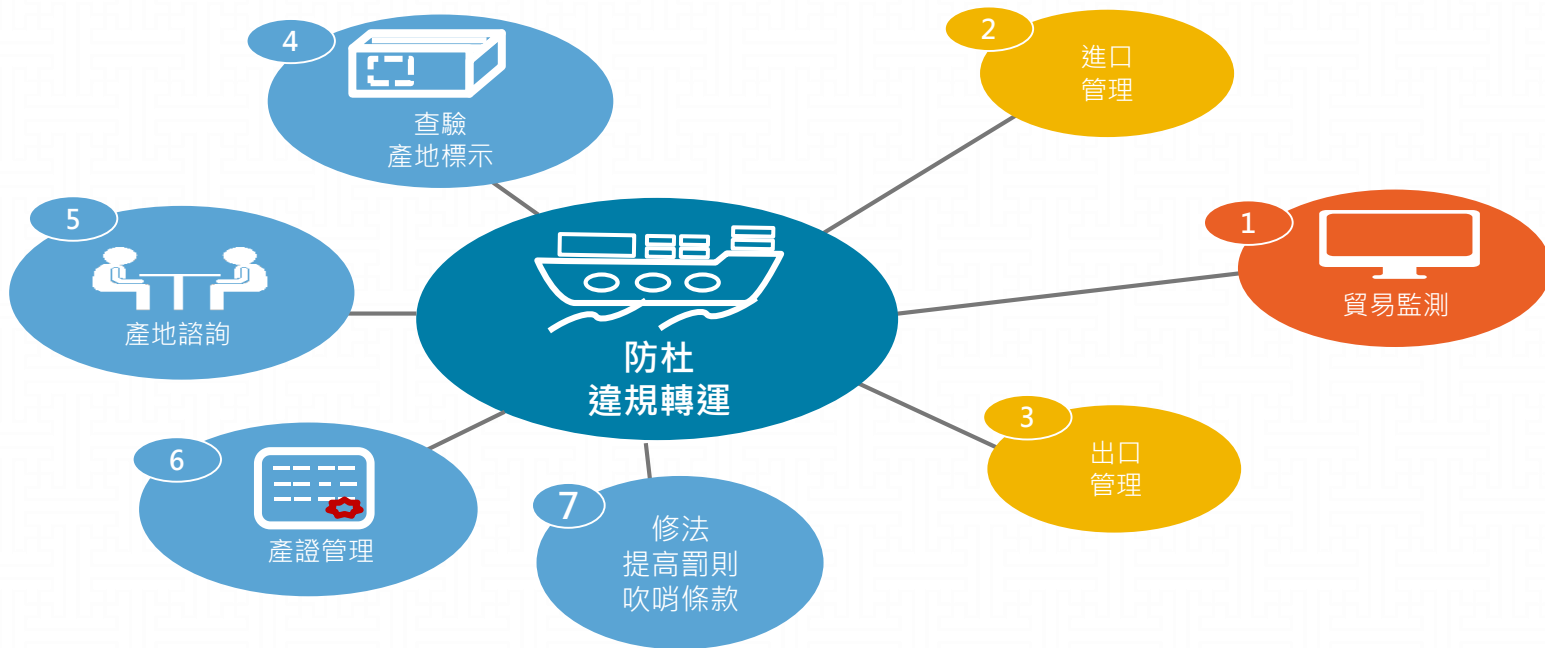 4
查驗
產地標示
2
進口
管理
5
產地諮詢
防杜
違規轉運
1
貿易監測
6
產證管理
7
修法
提高罰則
吹哨條款
3
出口
管理